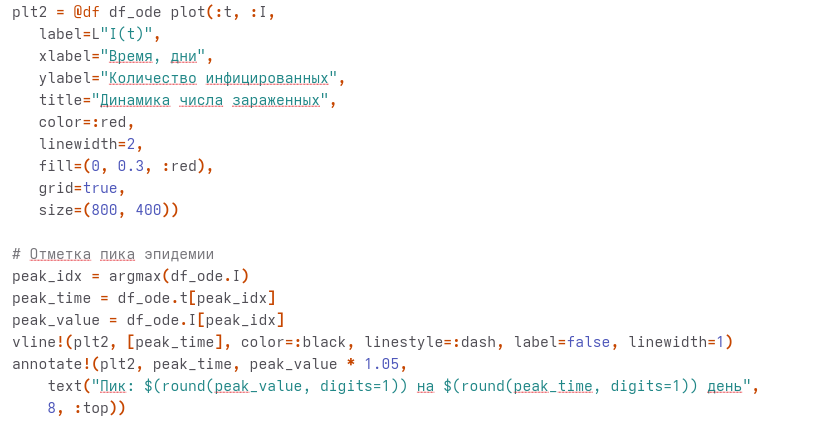 plt2 = @df df_ode plot(:t, :I,
   label=L"I(t)",
   xlabel="Время, дни",
   ylabel="Количество инфицированных",
   title="Динамика числа зараженных",
   color=:red,
   linewidth=2,
   fill=(0, 0.3, :red),
   grid=true,
   size=(800, 400))

# Отметка пика эпидемии
peak_idx = argmax(df_ode.I)
peak_time = df_ode.t[peak_idx]
peak_value = df_ode.I[peak_idx]
vline!(plt2, [peak_time], color=:black, linestyle=:dash, label=false, linewidth=1)
annotate!(plt2, peak_time, peak_value * 1.05,
    text("Пик: $(round(peak_value, digits=1)) на $(round(peak_time, digits=1)) день",
    8, :top))